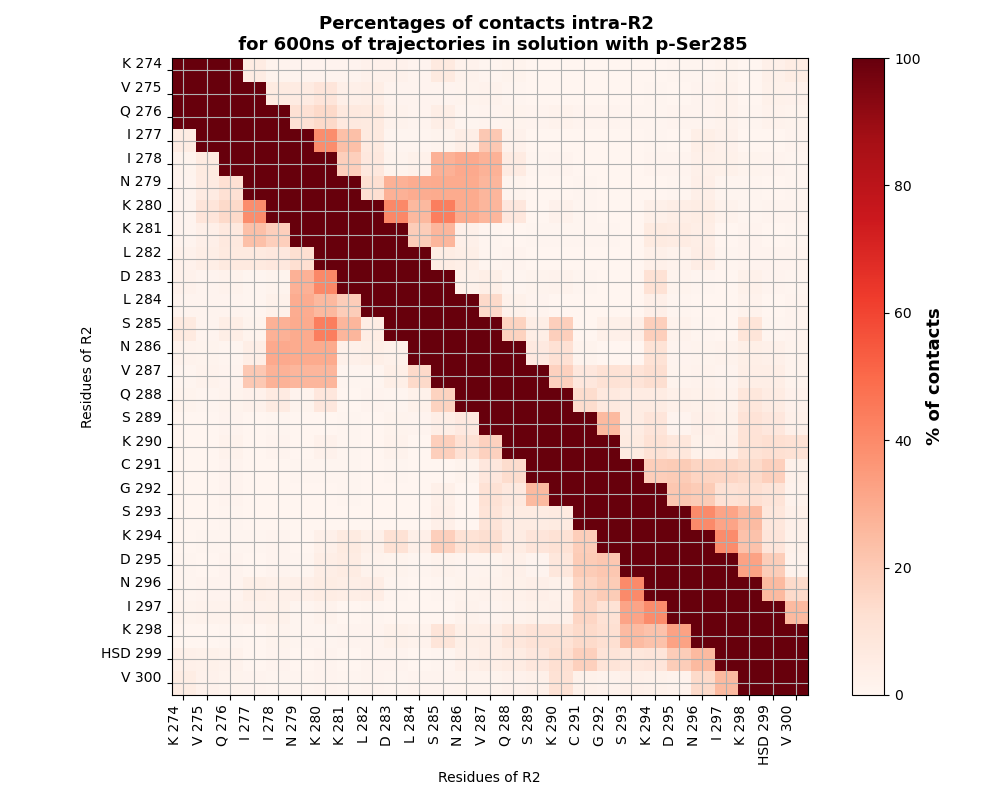 Percentages of contacts intra-R2
for 600ns of trajectories in solution with p-Ser285
K 274
V 275
Q 276
I 277
I 278
N 279
K 280
K 281
L 282
D 283
L 284
S 285
N 286
V 287
Q 288
S 289
K 290
C 291
G 292
S 293
K 294
D 295
N 296
I 297
K 298
HSD 299
V 300
Residues of R2
K 274
V 275
Q 276
I 277
I 278
N 279
K 280
K 281
L 282
D 283
L 284
S 285
N 286
V 287
Q 288
S 289
K 290
C 291
G 292
S 293
K 294
D 295
N 296
I 297
K 298
HSD 299
V 300
Residues of R2
100
80
60
40
20
0
% of contacts